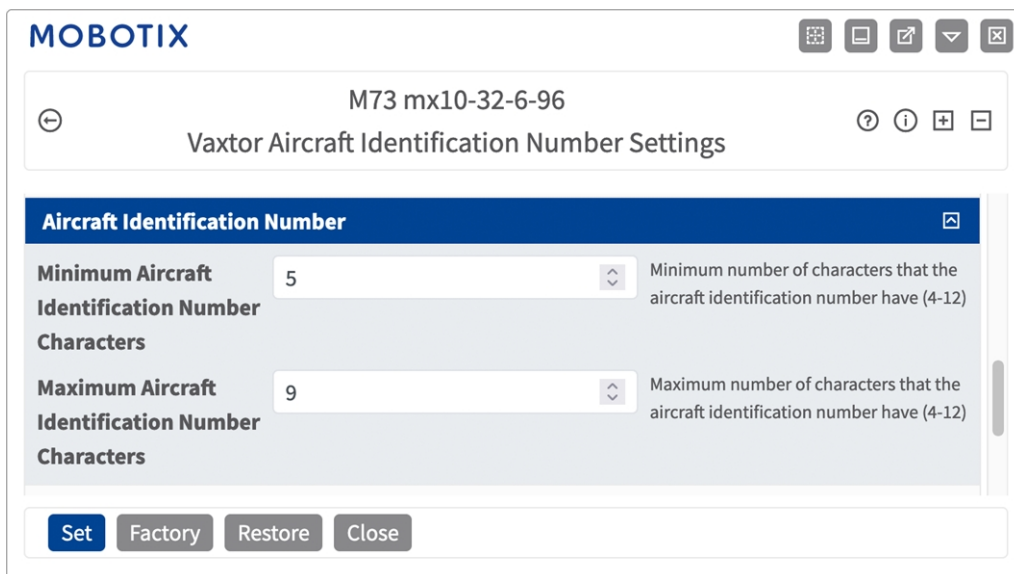 MOBOTIX
M73 mx10-32-6-96
Vaxtor Aircraft Identification Number Settings
Aircraft Identification Number
Minimum Aircraft
Identification Number
Characters
5
Minimum number of characters that the
aircraft identification number have (4-12)
Maximum Aircraft
Identification Number
Characters
9
Maximum number of characters that the
aircraft identification number have (4-12)
Set Factory Restore Close